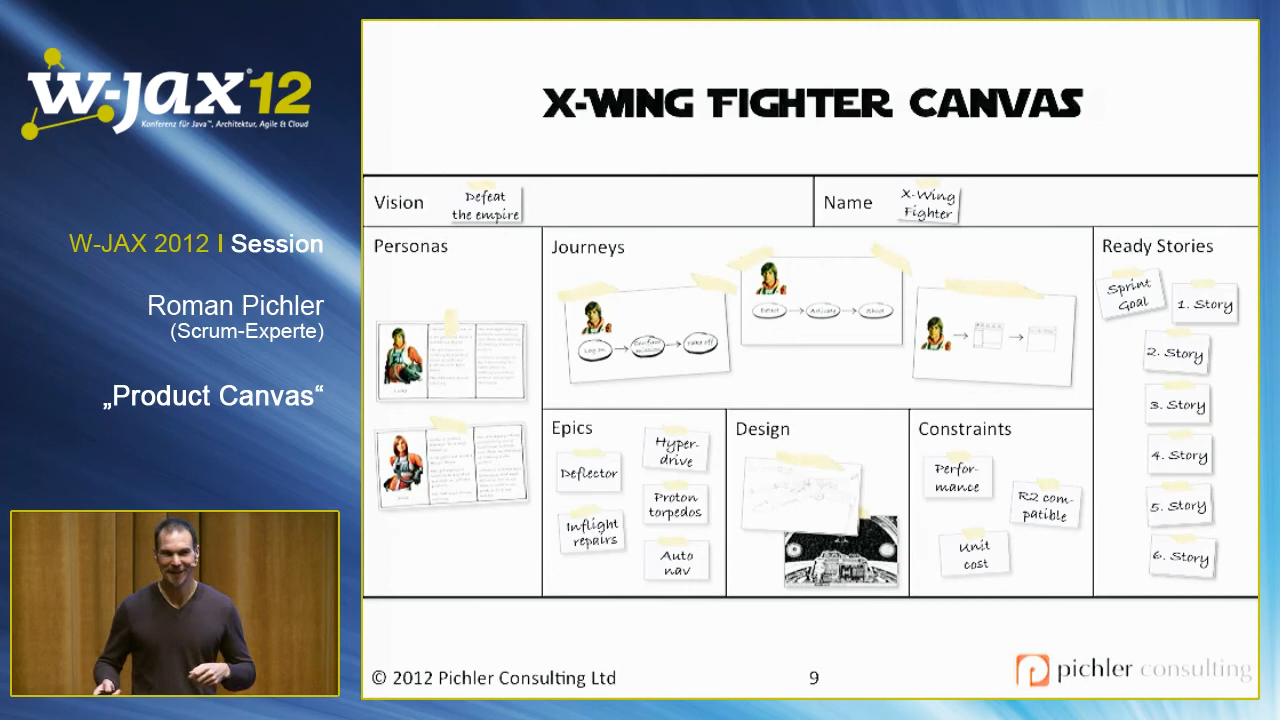 w-jax® 12
Konferenz für Java™, Architektur, Agile & Cloud
W-JAX 2012 I Session
Roman Pichler
(Scrum-Experte)
„Product Canvas“
X-WING FIGHTER CANVAS
Vision
Defeat
the empire
Name
X-Wing
Fighter
Personas
Journeys
Log on
Confirm
mission
Take off
Detect
Activate
Shoot
Ready Stories
Sprint
Goal
1. Story
2. Story
3. Story
4. Story
5. Story
6. Story
Epics
Deflector
Hyper-
drive
Inflight
repairs
Proton
torpedos
Auto
nav
Design
Constraints
Perfor-
mance
R2 com-
patible
Unit
cost
© 2012 Pichler Consulting Ltd
9
pichler consulting